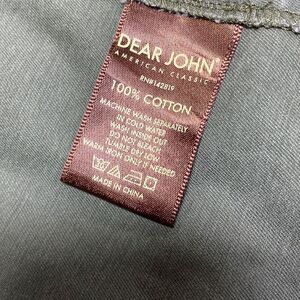 DEAR JOHN®
AMERICAN CLASSIC
RN#142819
100% COTTON
MACHINE WASH SEPARATELY
IN COLD WATER
WASH INSIDE OUT
DO NOT BLEACH
TUMBLE DRY LOW
WARM IRON ONLY IF NEEDED
MADE IN CHINA